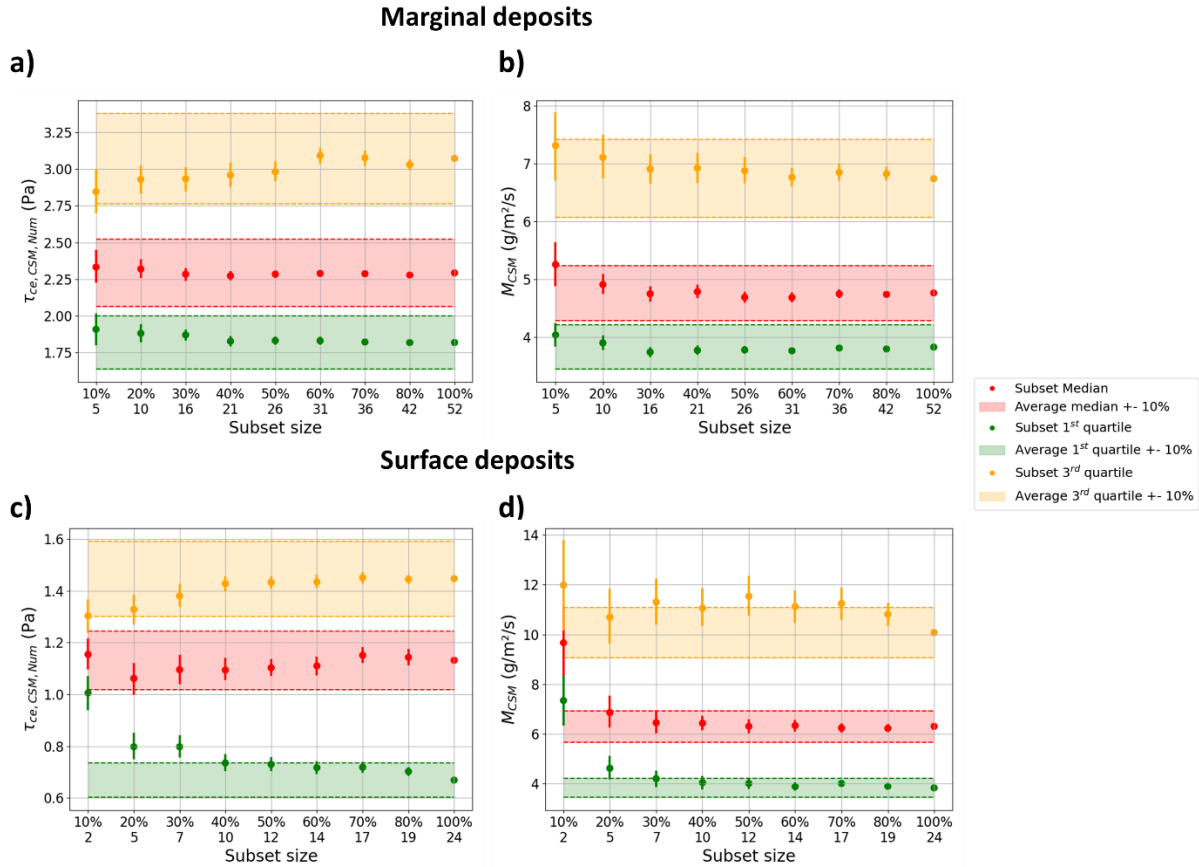 Marginal deposits
a)
b)
τce, CSM, Num (Pa)
3.25
3.00
2.75
2.50
2.25
2.00
1.75
10% 20% 30% 40% 50% 60% 70% 80% 100%
5 10 16 21 26 31 36 42 52
Subset size
MCSM (g/m²/s)
8
7
6
5
4
10% 20% 30% 40% 50% 60% 70% 80% 100%
5 10 16 21 26 31 36 42 52
Subset size
Subset Median
Average median +- 10%
Subset 1st quartile
Average 1st quartile +- 10%
Subset 3rd quartile
Average 3rd quartile +- 10%
Surface deposits
c)
d)
τce, CSM, Num (Pa)
1.6
1.4
1.2
1.0
0.8
0.6
10% 20% 30% 40% 50% 60% 70% 80% 100%
2 5 7 10 12 14 17 19 24
Subset size
MCSM (g/m²/s)
14
12
10
8
6
4
10% 20% 30% 40% 50% 60% 70% 80% 100%
2 5 7 10 12 14 17 19 24
Subset size